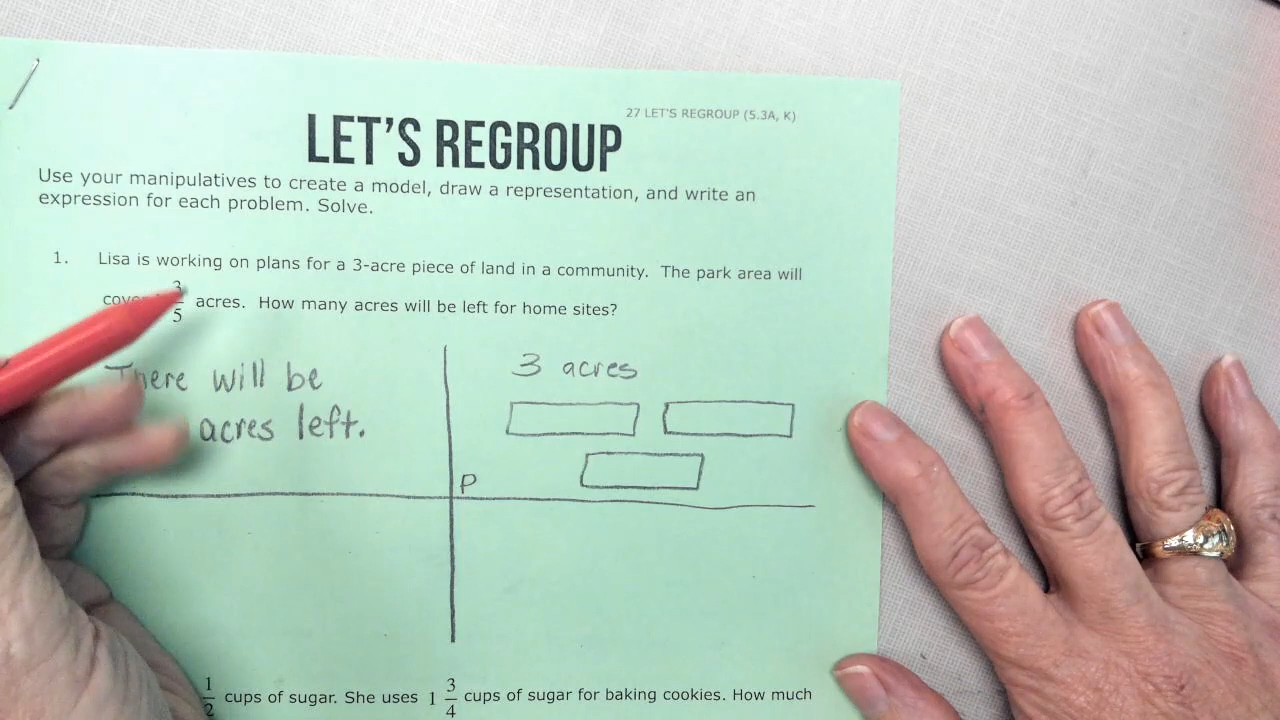 27 LET'S REGROUP (5.3A, K)
LET'S REGROUP
Use your manipulatives to create a model, draw a representation, and write an
expression for each problem. Solve.
1. Lisa is working on plans for a 3-acre piece of land in a community. The park area will
3/5 acres. How many acres will be left for home sites?
There will be
acres left.
3 acres
P
1/2 cups of sugar. She uses 1 3/4 cups of sugar for baking cookies. How much